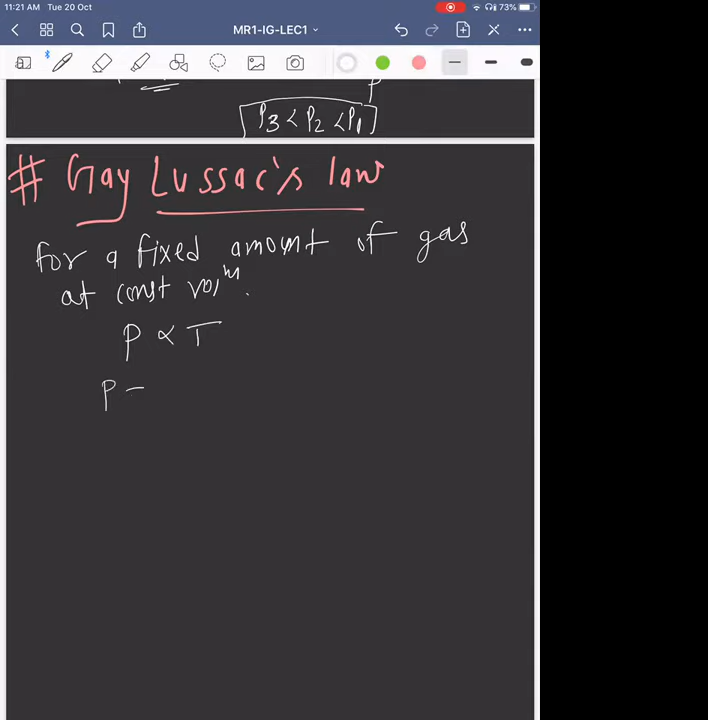 11:21 AM Tue 20 Oct 73%
MR1-IG-LEC1
P
P3 < P2 < P1
# Gay Lussac's law
for a fixed amount of gas
at const volm.
P ∝ T
P -